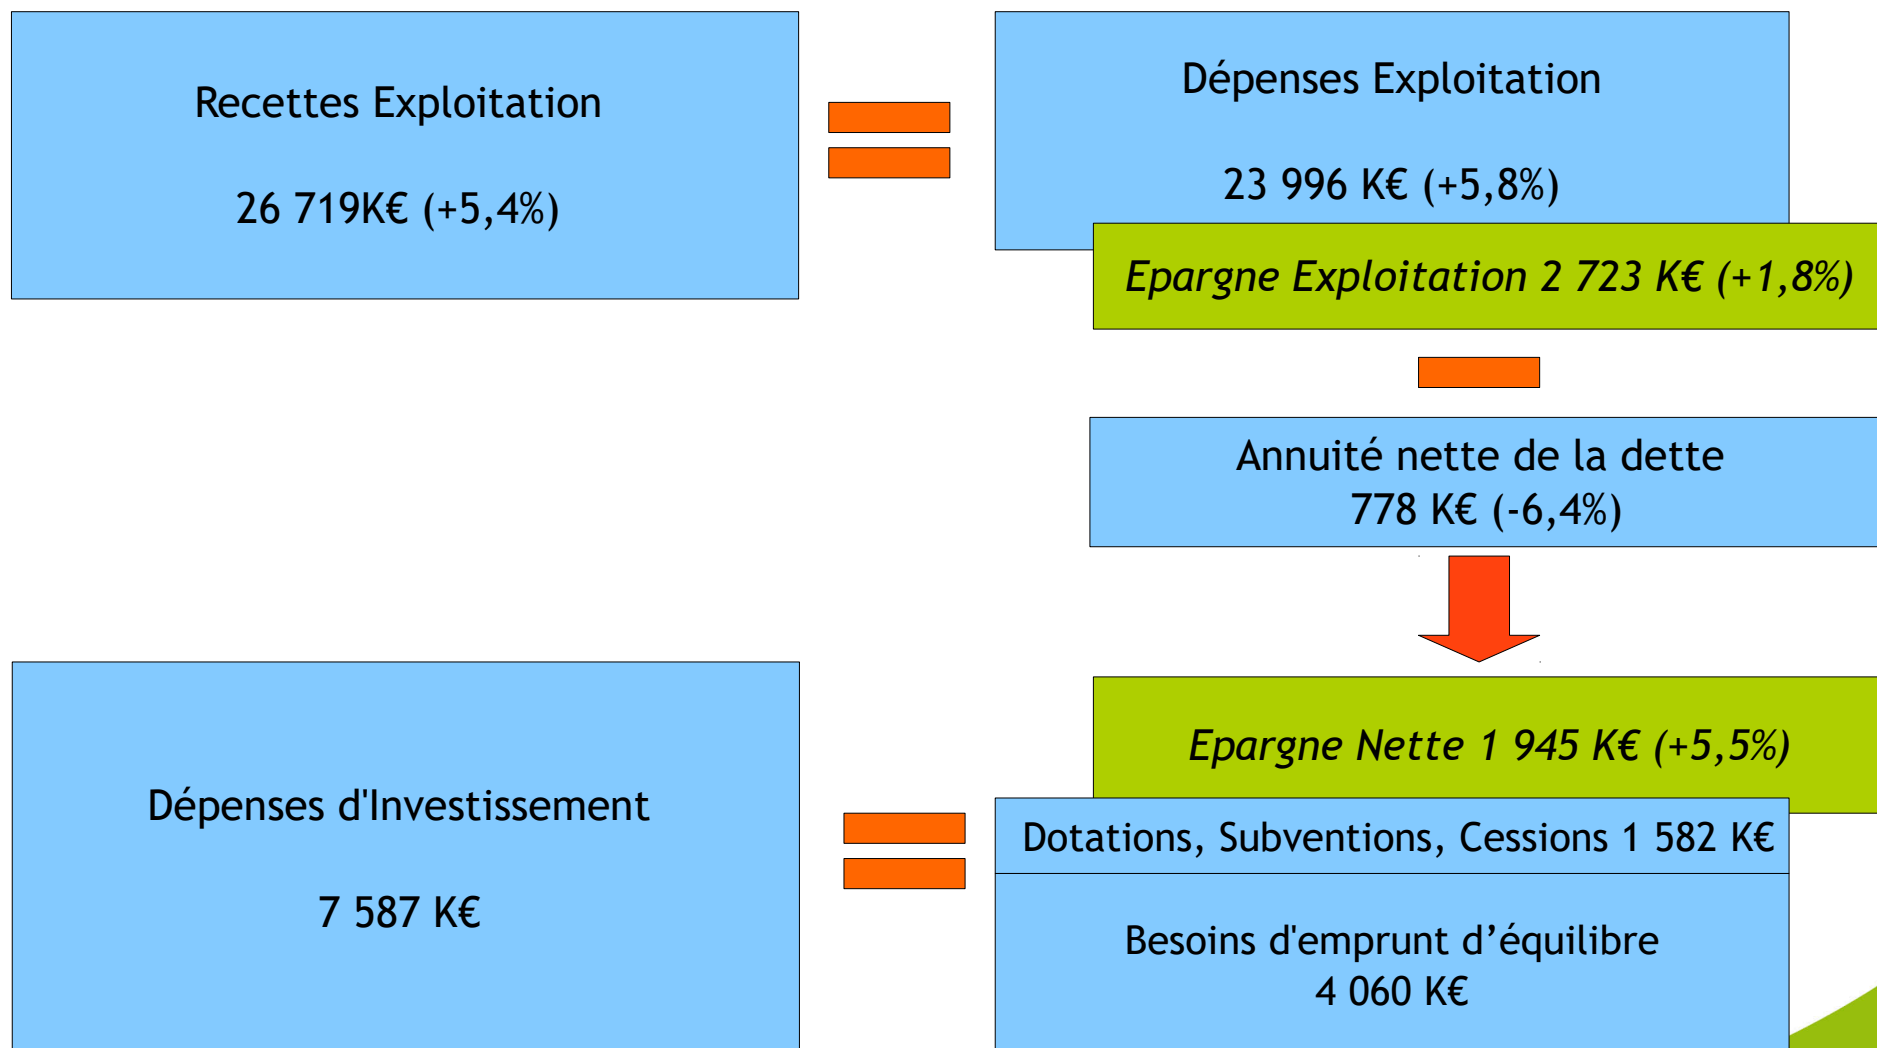 Recettes Exploitation
26 719K€ (+5,4%)
Dépenses Exploitation
23 996 K€ (+5,8%)
Epargne Exploitation 2 723 K€ (+1,8%)
Annuité nette de la dette
778 K€ (-6,4%)
Epargne Nette 1 945 K€ (+5,5%)
Dépenses d'Investissement
7 587 K€
Dotations, Subventions, Cessions 1 582 K€
Besoins d'emprunt d’équilibre
4 060 K€